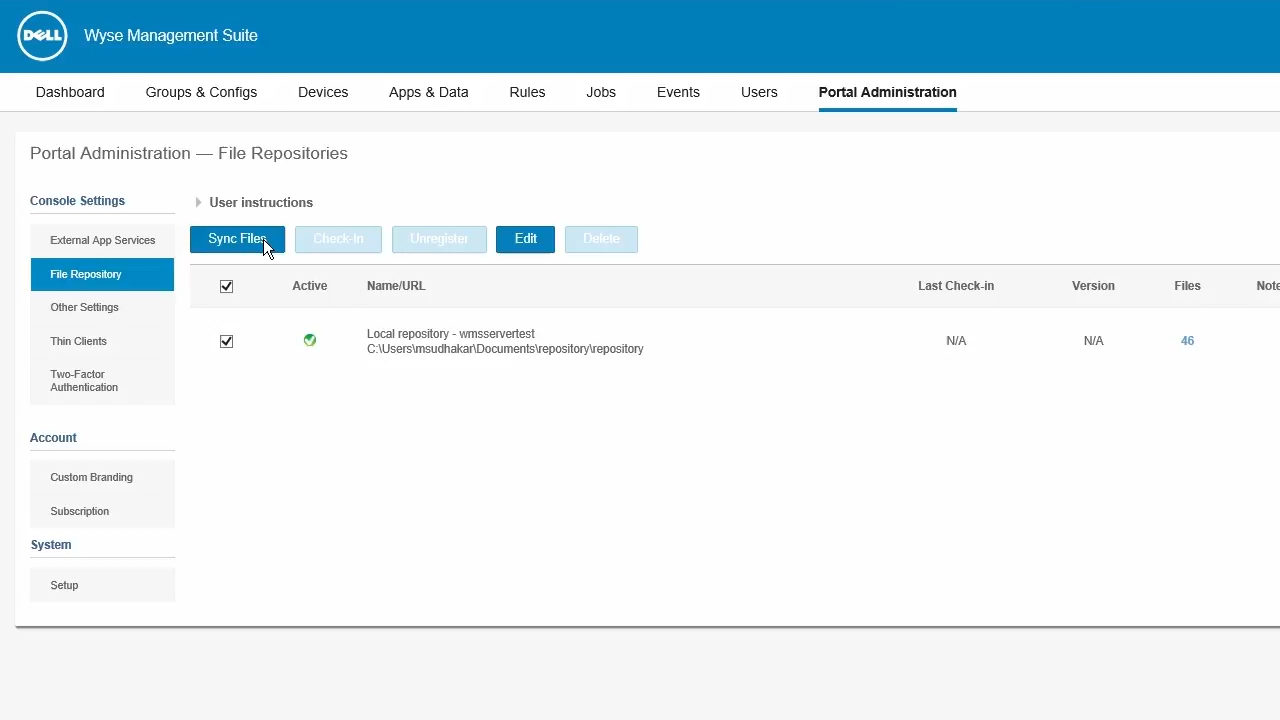 DELL
Wyse Management Suite
Dashboard
Groups & Configs
Devices
Apps & Data
Rules
Jobs
Events
Users
Portal Administration
Portal Administration — File Repositories
Console Settings
External App Services
File Repository
Other Settings
Thin Clients
Two-Factor
Authentication
Account
Custom Branding
Subscription
System
Setup
User instructions
Sync Files
Check-In
Unregister
Edit
Delete
Active
Name/URL
Last Check-in
Version
Files
Note
Local repository - wmsservertest
C:\Users\msudhakar\Documents\repository\repository
N/A
N/A
46